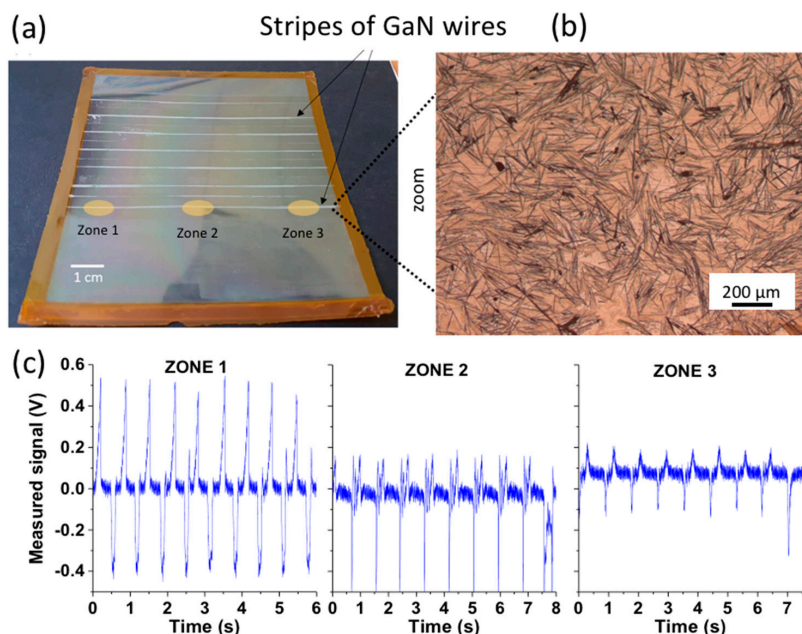 (a)
Stripes of GaN wires
(b)
Zone 1
Zone 2
Zone 3
1 cm
zoom
200 µm
(c)
ZONE 1
ZONE 2
ZONE 3
Measured signal (V)
0.6
0.4
0.2
0.0
-0.2
-0.4
0 1 2 3 4 5 6
0 1 2 3 4 5 6 7 8
0 1 2 3 4 5 6 7
Time (s)
Time (s)
Time (s)